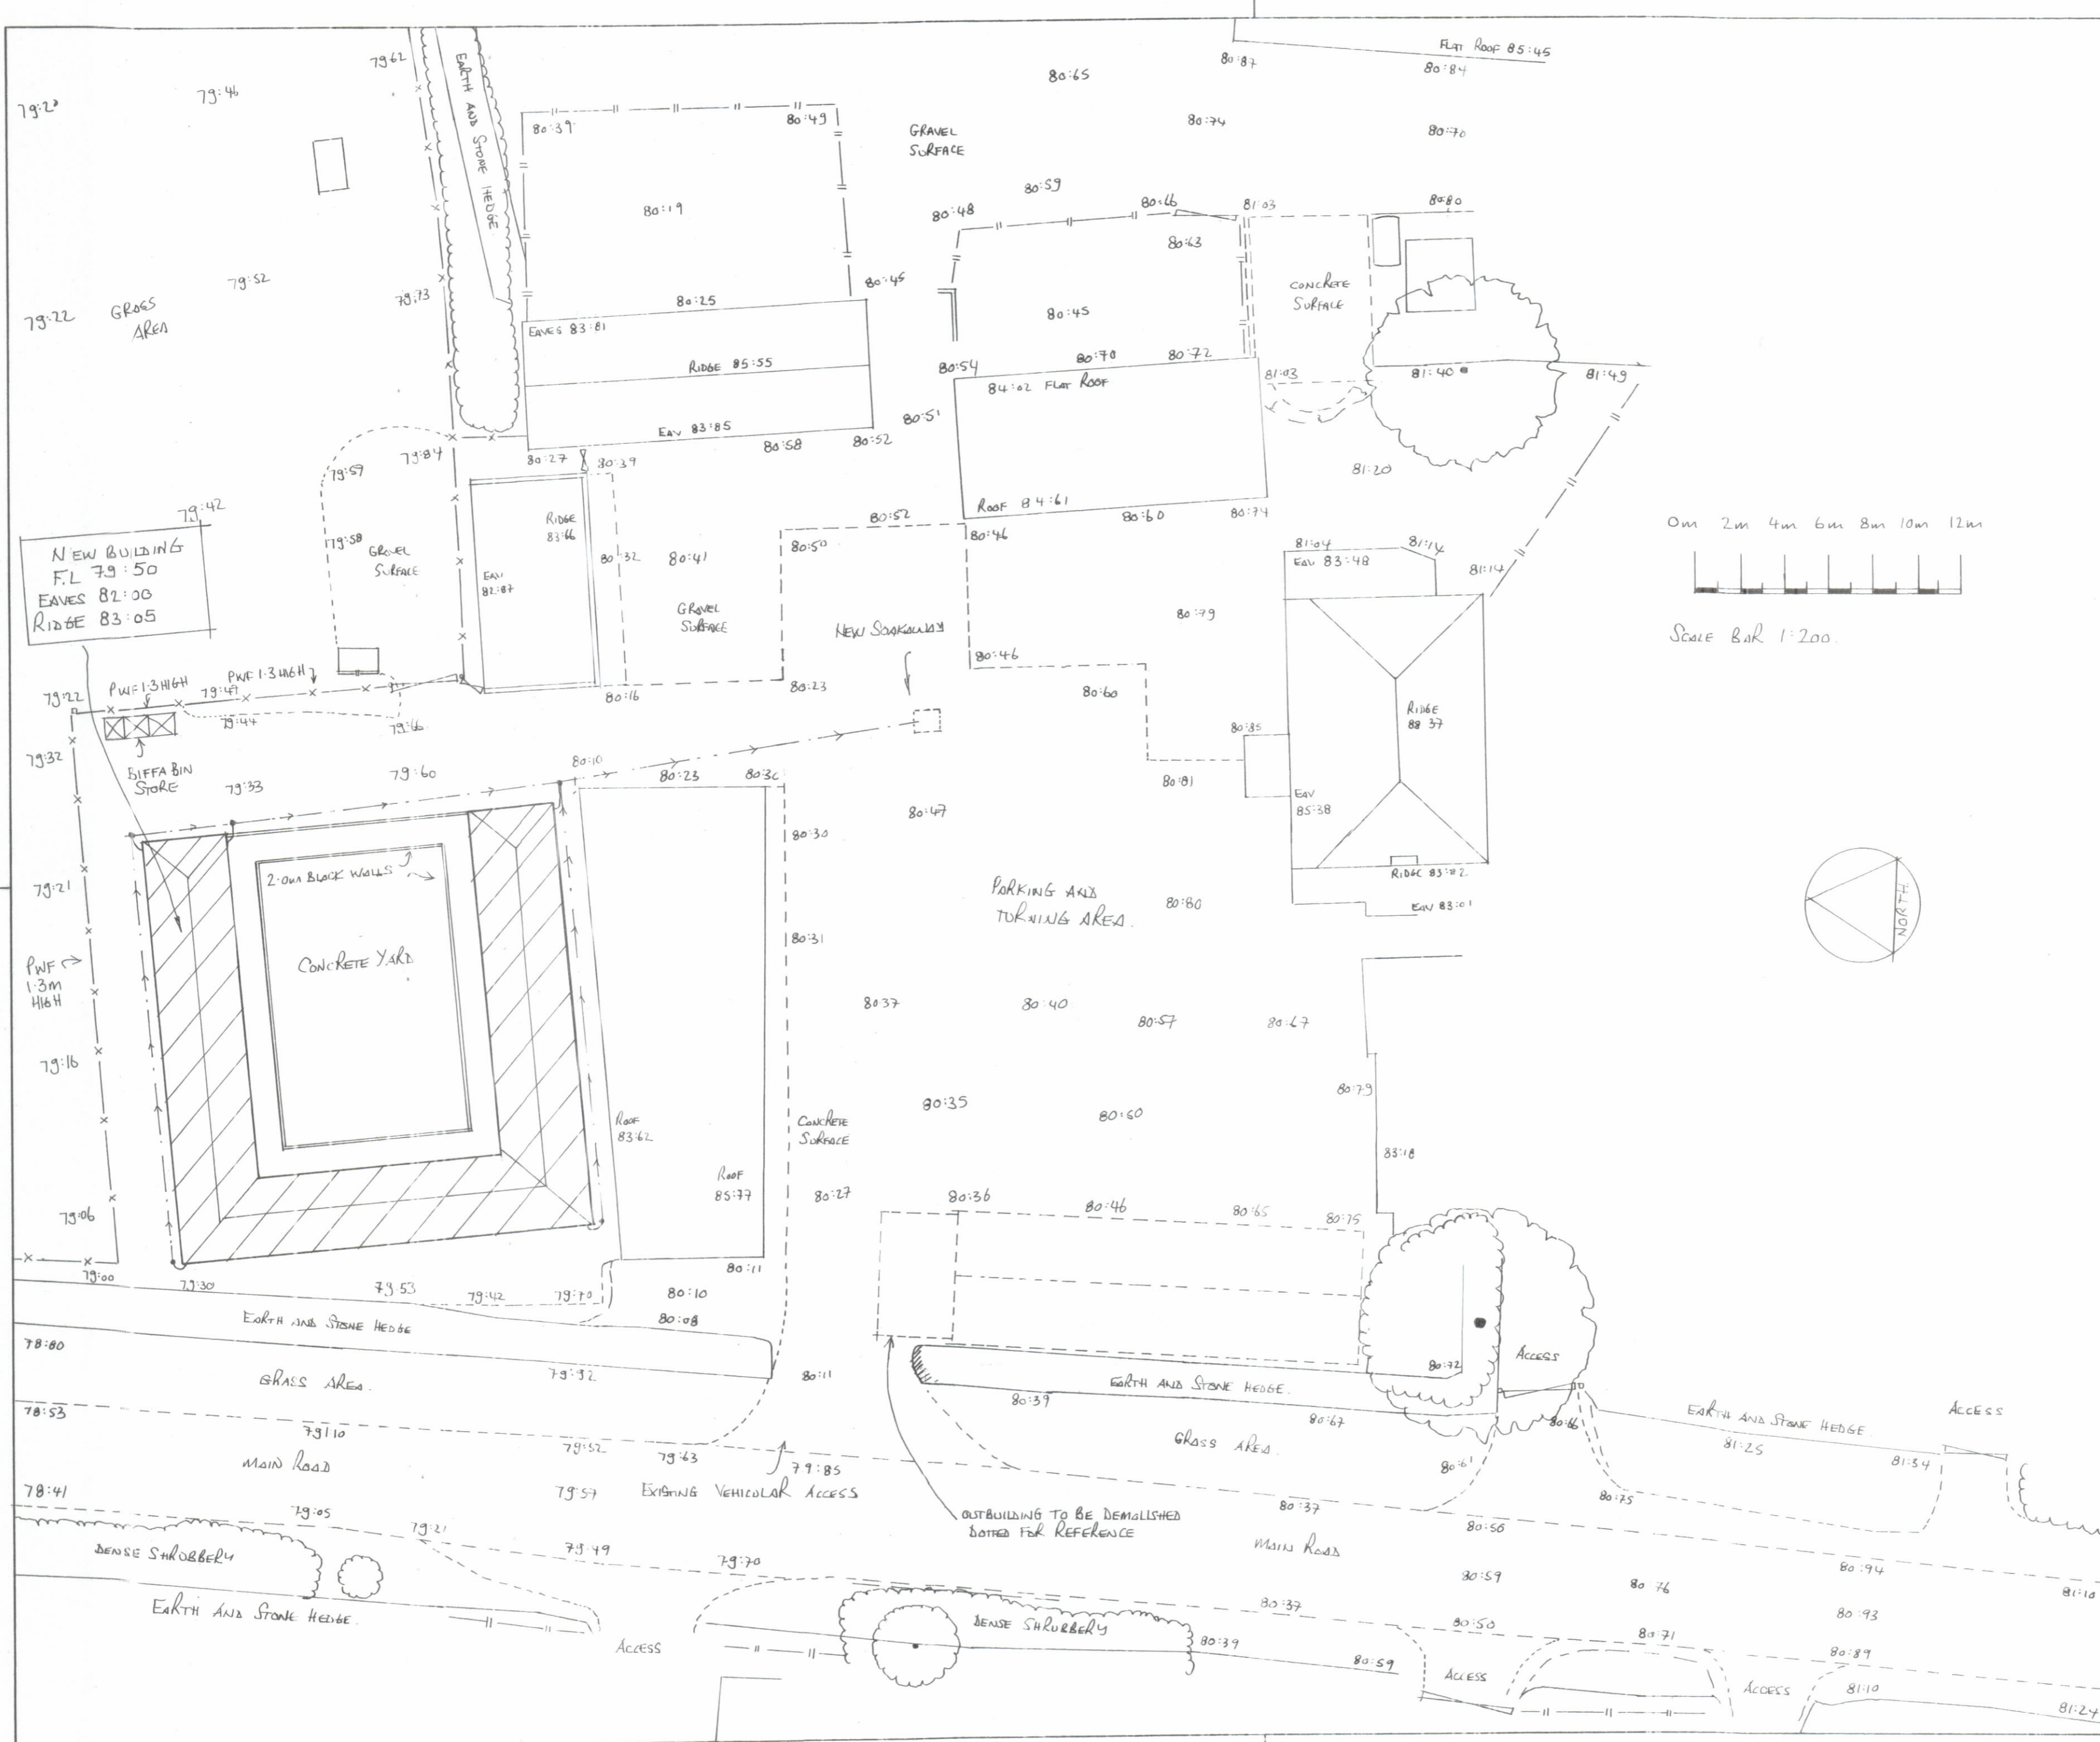 FLAT ROOF 85:45
80:87
80:84
80:65
79:62
79:46
79:20
EARTH AND STONE HEDGE
80:39
80:49
GRAVEL
SURFACE
80:74
80:70
80:19
80:59
80:48
80:66
81:03
80:80
80:63
79:52
79:73
79:22
GRASS
AREA
80:25
80:45
CONCRETE
SURFACE
80:45
EAVES 83:81
RIDGE 85:55
80:54
80:70
80:72
84:02 FLAT ROOF
81:03
81:40
81:49
EAV 83:85
80:58
80:52
80:51
79:59
79:84
80:27
80:39
81:20
ROOF 84:61
80:60
80:74
79:42
NEW BUILDING
F.L 79:50
EAVES 82:00
RIDGE 83:05
79:58
GRAVEL
SURFACE
RIDGE
83:66
EAV
82:87
80:32
80:41
80:52
80:50
80:46
GRAVEL
SURFACE
NEW SOAKAWAY
80:79
81:04
81:14
EAV 83:48
81:14
0m 2m 4m 6m 8m 10m 12m
SCALE BAR 1:200.
80:46
80:60
80:16
80:23
79:22
PWF 1:3 HIGH
79:47
PWF 1:3 HIGH
79:44
79:66
79:32
BIFFA BIN
STORE
79:33
79:60
80:10
80:23
80:30
80:85
80:81
RIDGE
88 37
EAV
85:38
80:47
80:30
2.0m BLOCK WALLS
79:21
PARKING AND
TURNING AREA.
80:80
RIDGE 83:82
EAV 83:01
NORTH
80:31
CONCRETE YARD
PWF
1:3m
HIGH
80:37
80:40
80:57
80:67
79:16
80:79
80:35
80:60
ROOF
83:62
CONCRETE
SURFACE
83:18
ROOF
85:77
80:27
80:36
80:46
80:65
80:75
79:06
79:00
79:30
79:53
79:42
79:70
80:11
80:10
80:08
EARTH AND STONE HEDGE
78:80
GRASS AREA.
79:92
80:11
80:72
ACCESS
EARTH AND STONE HEDGE.
80:39
80:67
80:66
EARTH AND STONE HEDGE.
ACCESS
81:25
81:34
78:53
79:10
79:52
79:63
79:85
GRASS AREA.
80:61
MAIN ROAD
78:41
79:05
79:57
EXISTING VEHICULAR ACCESS
80:37
80:75
OUTBUILDING TO BE DEMOLISHED
DOTTED FOR REFERENCE
80:56
MAIN ROAD
79:21
79:49
79:70
DENSE SHRUBBERY
80:59
80 76
80:94
81:10
EARTH AND STONE HEDGE.
DENSE SHRUBBERY
80:37
80:50
80:71
80:93
ACCESS
80:39
80:59
80:89
ACCESS
ACCESS
81:10
81:24